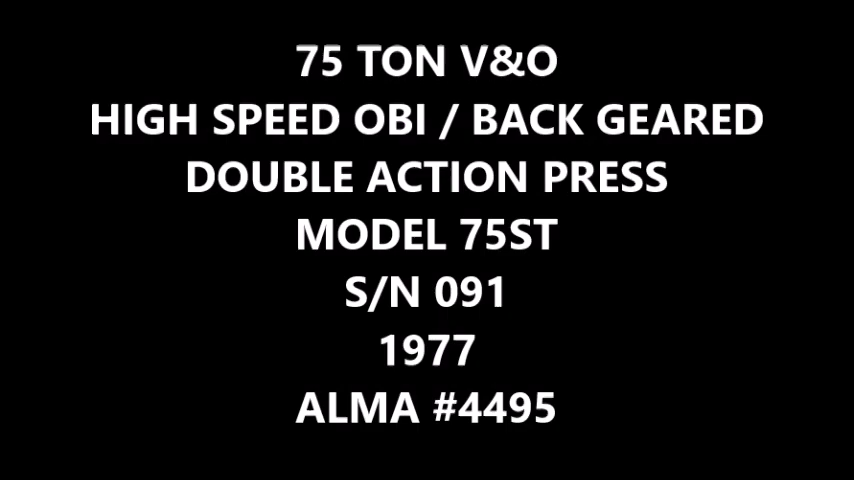 75 TON V&O
HIGH SPEED OBI / BACK GEARED
DOUBLE ACTION PRESS
MODEL 75ST
S/N 091
1977
ALMA #4495